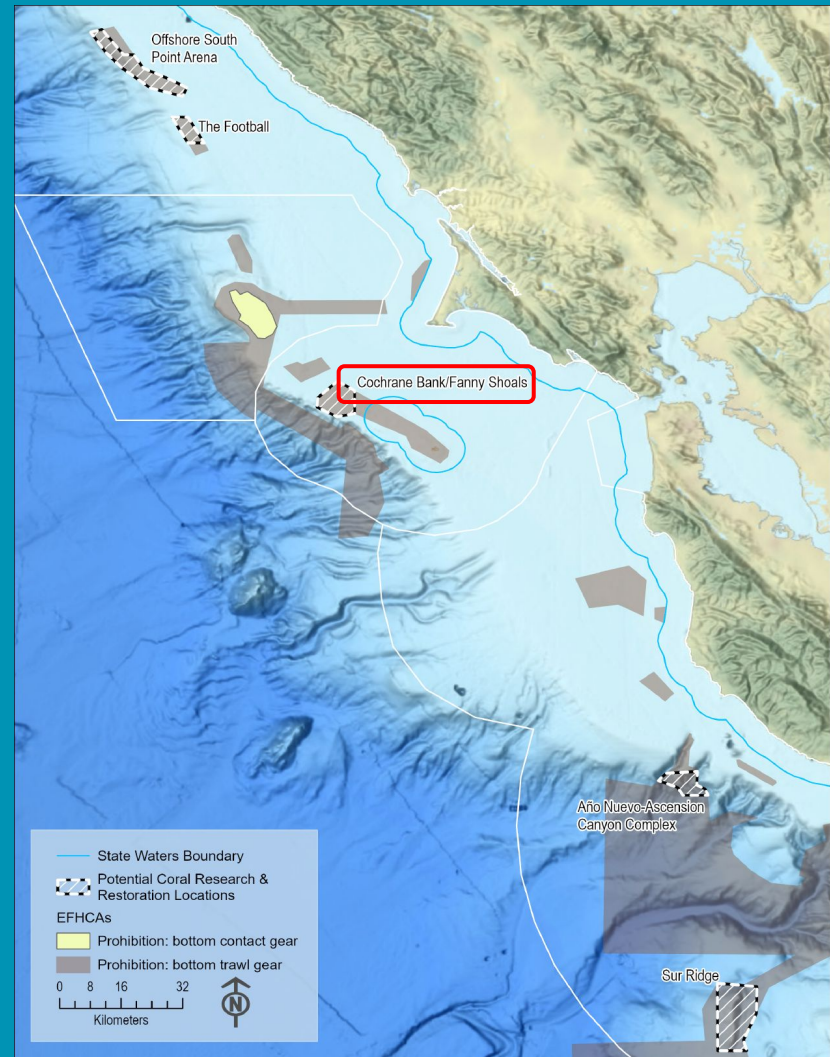 Offshore South
Point Arena
The Football
Cochrane Bank/Fanny Shoals
Año Nuevo-Ascension
Canyon Complex
Sur Ridge
State Waters Boundary
Potential Coral Research &
Restoration Locations
EFHCAs
Prohibition: bottom contact gear
Prohibition: bottom trawl gear
0 8 16 32
Kilometers
N